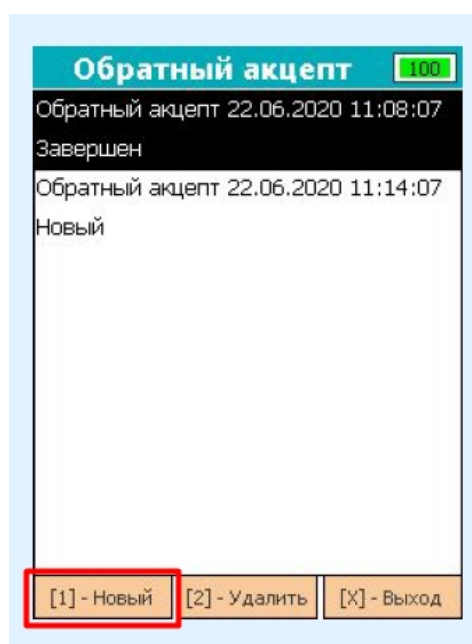 Обратный акцепт 100
Обратный акцепт 22.06.2020 11:08:07
Завершен
Обратный акцепт 22.06.2020 11:14:07
Новый
[1] - Новый [2] - Удалить [X] - Выход